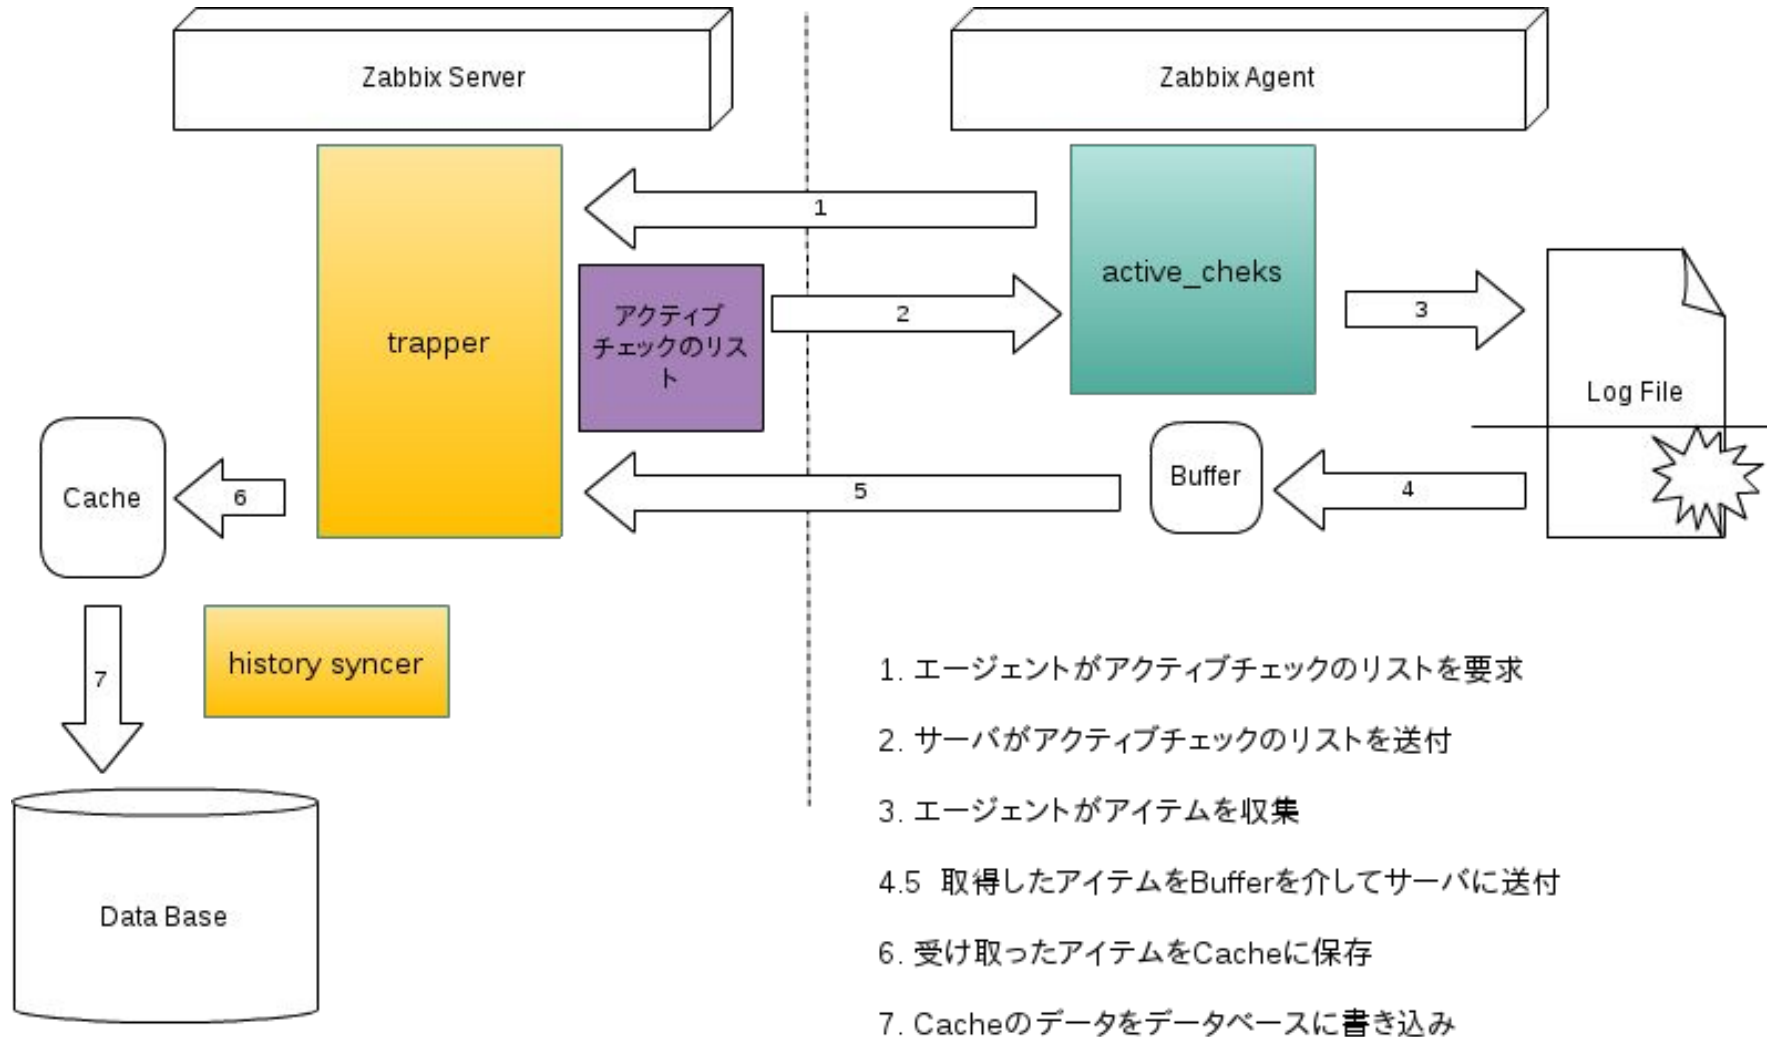 Zabbix Server
Zabbix Agent
1
trapper
アクティブ
チェックのリス
ト
2
active_cheks
3
Log File
Cache
6
5
Buffer
4
7
history syncer
Data Base
1. エージェントがアクティブチェックのリストを要求
2. サーバがアクティブチェックのリストを送付
3. エージェントがアイテムを収集
4.5 取得したアイテムをBufferを介してサーバに送付
6. 受け取ったアイテムをCacheに保存
7. Cacheのデータをデータベースに書き込み